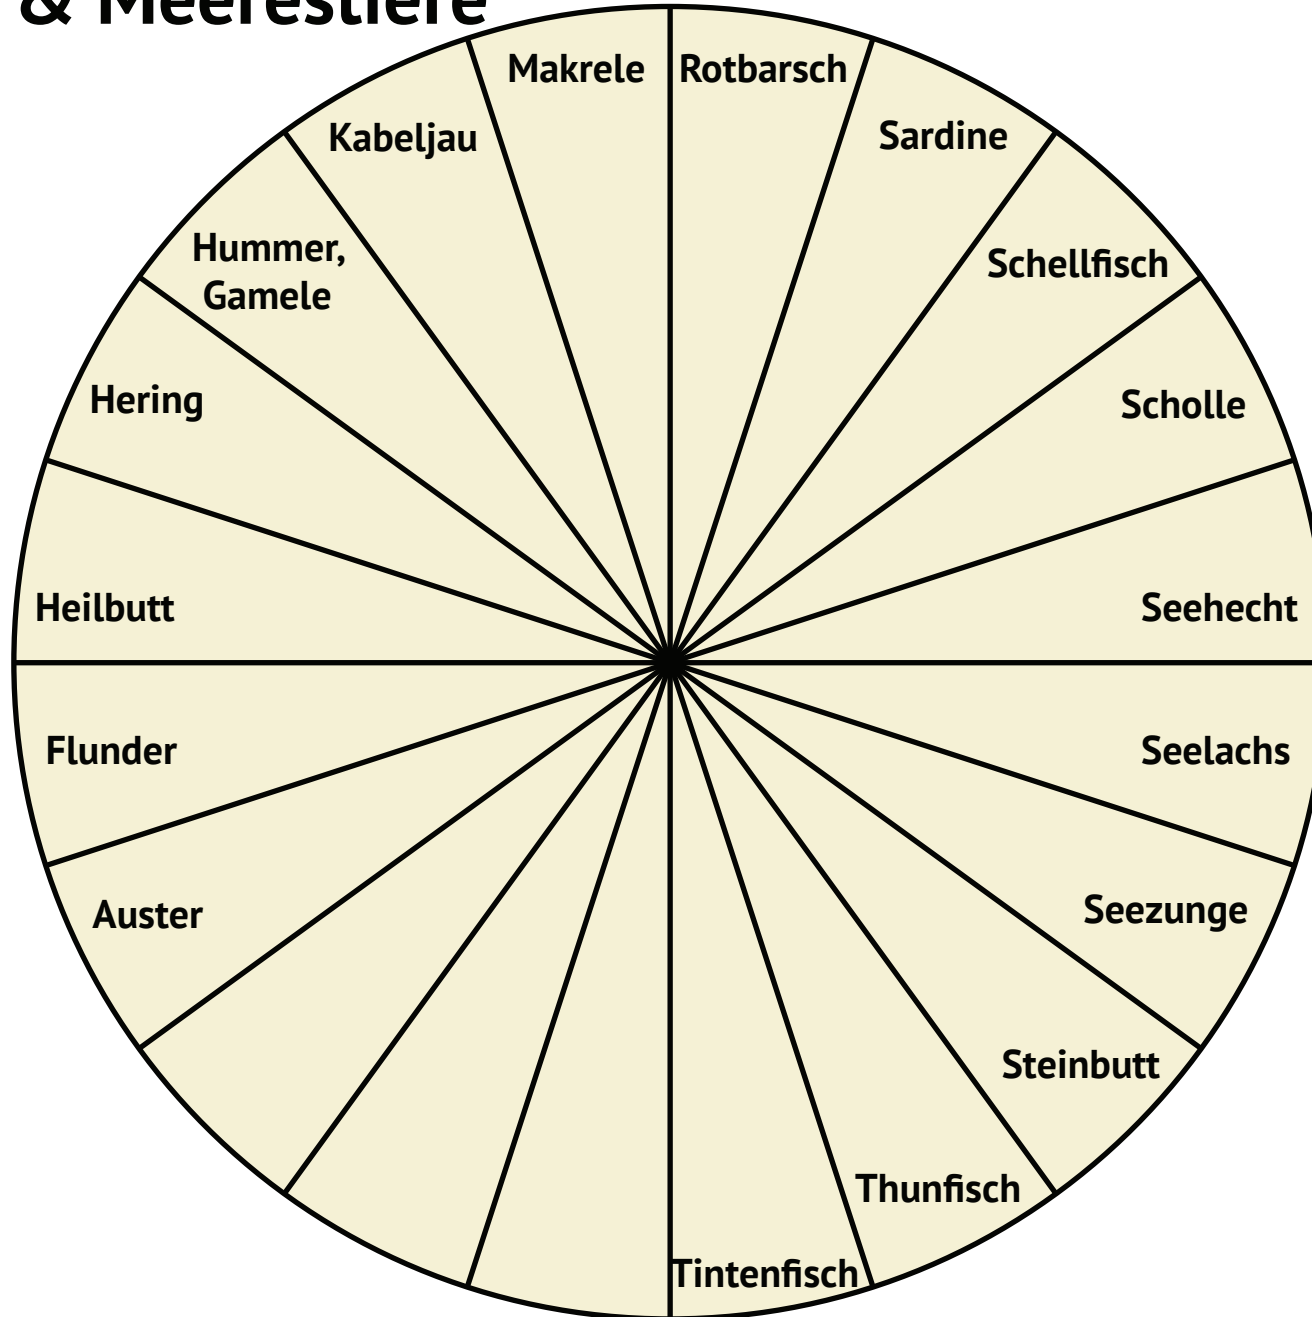 & Meerestiere
Makrele
Rotbarsch
Kabeljau
Sardine
Hummer,
Gamele
Schellfisch
Hering
Scholle
Heilbutt
Seehecht
Flunder
Seelachs
Auster
Seezunge
Steinbutt
Thunfisch
Tintenfisch